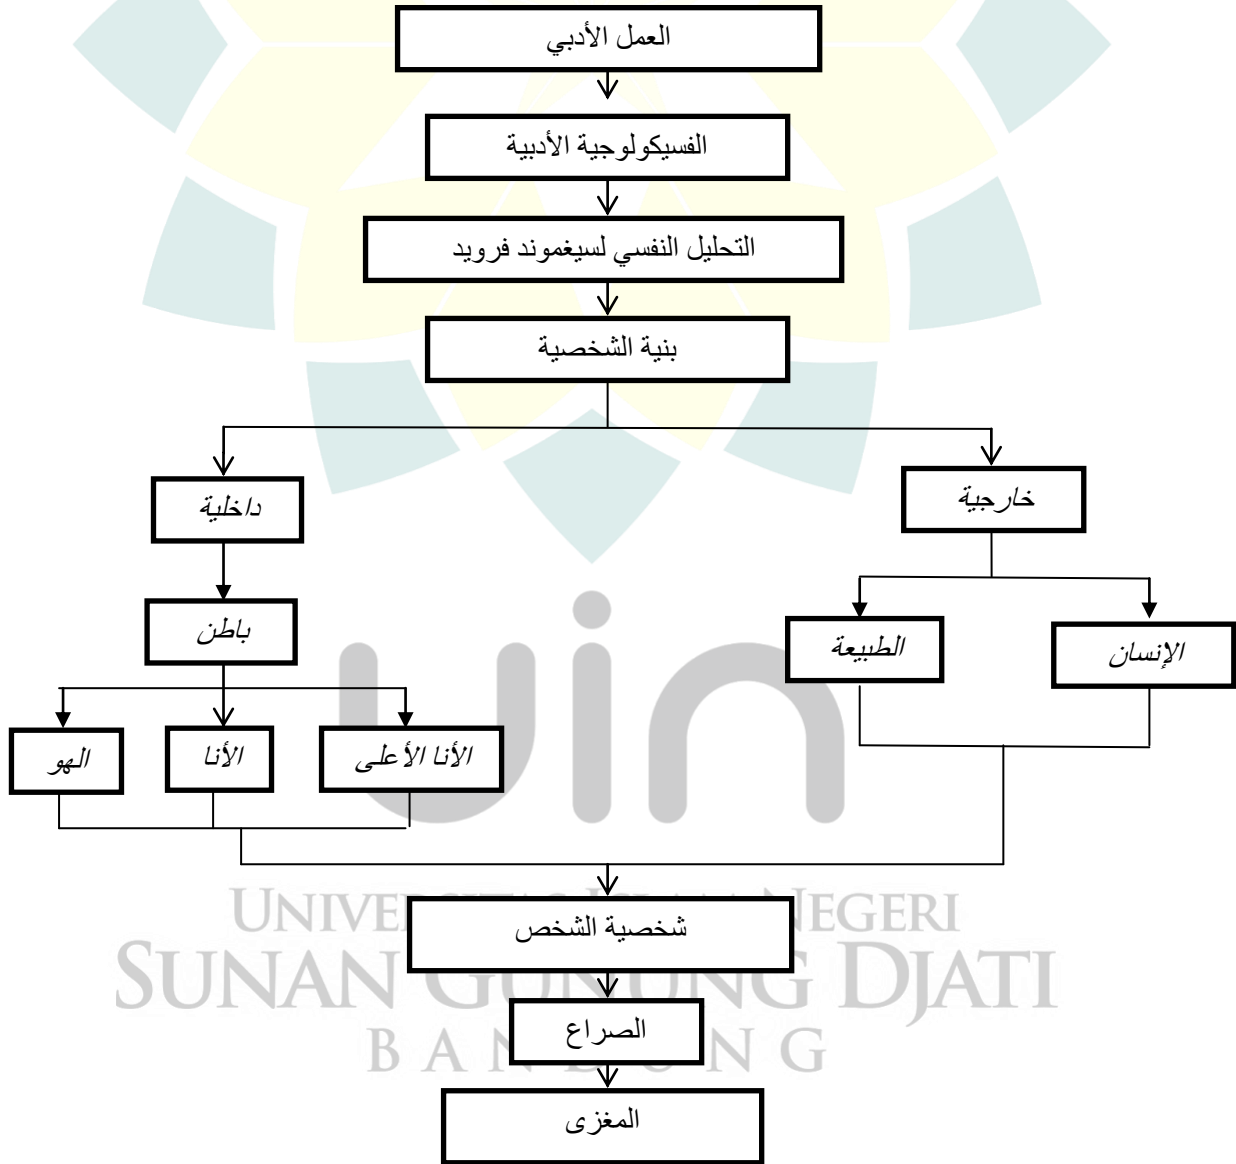 العمل الأدبي
الفسيكولوجية الأدبية
التحليل النفسي لسيغموند فرويد
بنية الشخصية
خارجية
داخلية
باطن
الإنسان
الطبيعة
الأنا الأعلى
الأنا
الهو
uin
UNIVERSITAS ISLAM NEGERI
شخصية الشخص
SUNAN GUNUNG DJATI
الصراع
BANDUNG
المغزى